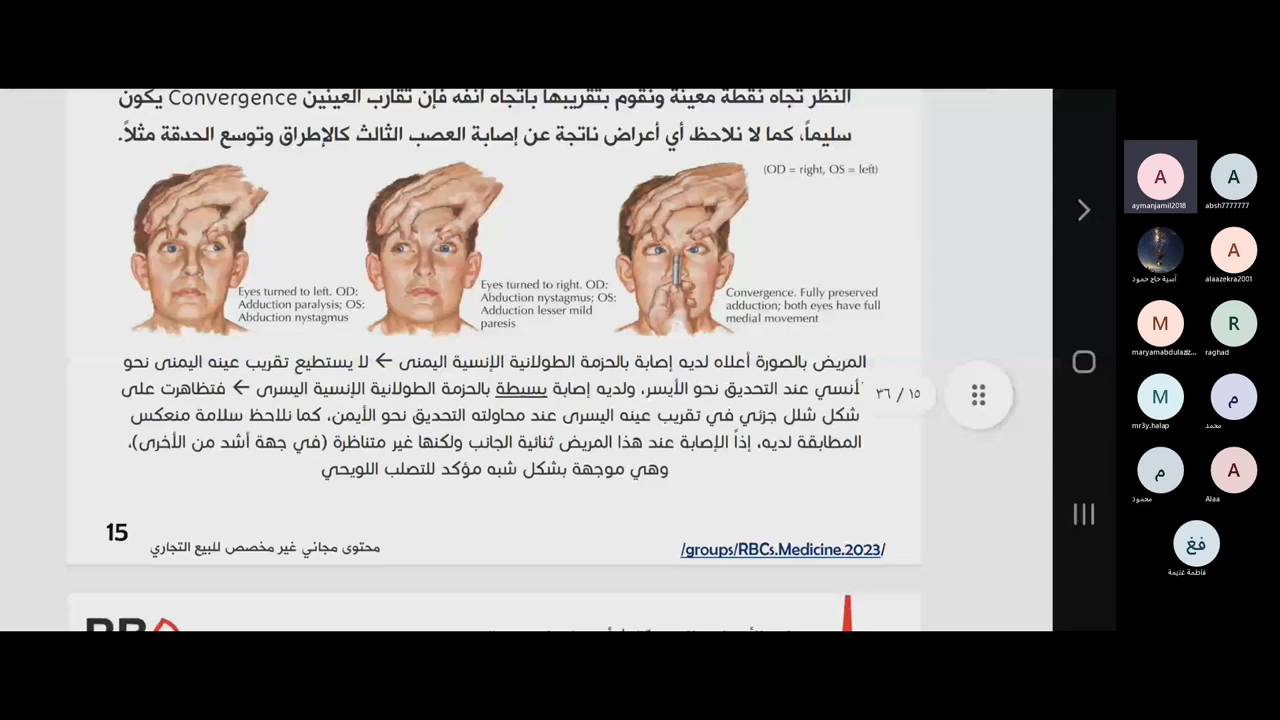 النظر تجاه نقطة معينة ونقوم بتقريبها باتجاه أنفه فإن تقارب العينين Convergence يكون
سليماً، كما لا نلاحظ أي أعراض ناتجة عن إصابة العصب الثالث كالإطراق وتوسع الحدقة مثلاً.
(OD = right, OS = left)
Eyes turned to left. OD:
Adduction paralysis; OS:
Abduction nystagmus
Eyes turned to right. OD:
Abduction nystagmus; OS:
Adduction lesser mild
paresis
Convergence. Fully preserved
adduction; both eyes have full
medial movement
المريض بالصورة أعلاه لديه إصابة بالحزمة الطولانية الإنسية اليمنى ← لا يستطيع تقريب عينه اليمنى نحو
أنسي عند التحديق نحو الأيسر، ولديه إصابة بسيطة بالحزمة الطولانية الإنسية اليسرى ← فتظاهرت على
شكل شلل جزئي في تقريب عينه اليسرى عند محاولته التحديق نحو الأيمن، كما نلاحظ سلامة منعكس
المطابقة لديه، إذاً الإصابة عند هذا المريض ثنائية الجانب ولكنها غير متناظرة (في جهة أشد من الأخرى)،
وهي موجهة بشكل شبه مؤكد للتصلب اللويحي
١٥ / ٣٦
15
محتوى مجاني غير مخصص للبيع التجاري
/groups/RBCs.Medicine.2023/
A
aymanjamil2018
A
absh7777777
آسية حاج حمود
A
alaazekra2001
M
maryamabdulaziz...
R
raghad
M
mr3y.halap
م
محمد
م
محمود
A
Alaa
فغ
فاطمة غنيمة